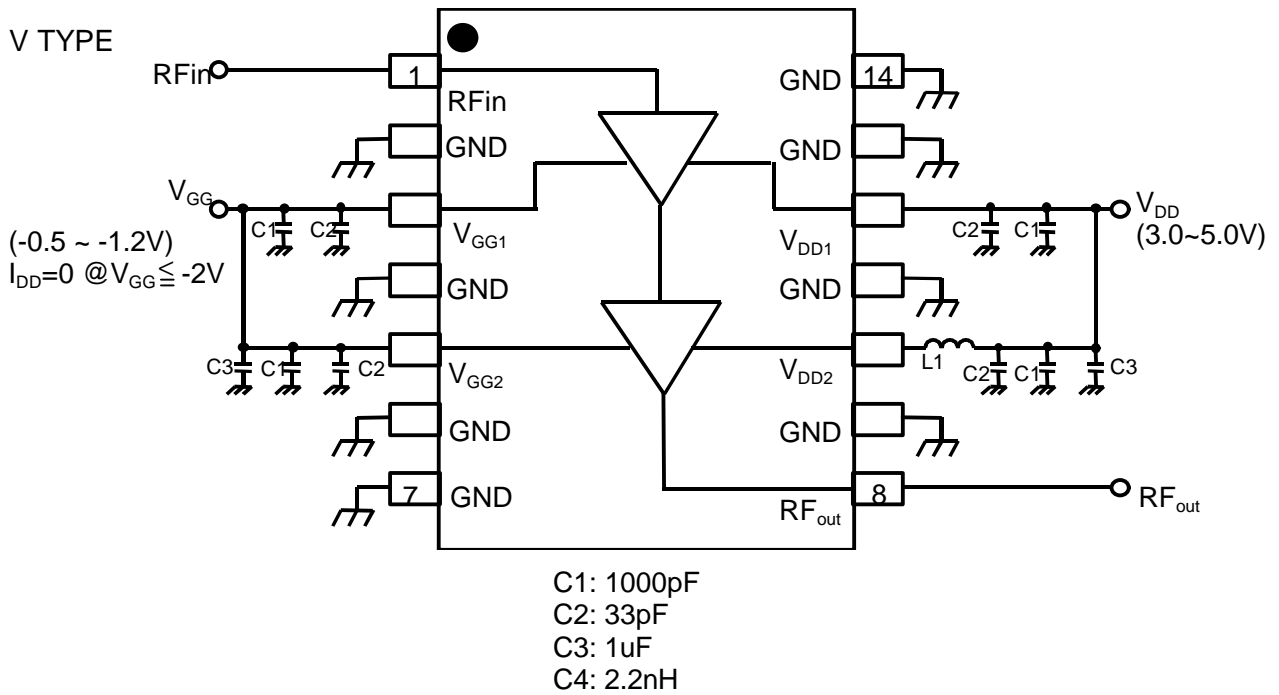 V TYPE
RFin
1
RFin
GND
14
GND
GND
V_GG
C1
C2
V_GG1
V_DD1
C2
C1
V_DD
(3.0~5.0V)
(-0.5 ~ -1.2V)
I_DD=0 @V_GG≦ -2V
GND
GND
C3
C1
C2
V_GG2
V_DD2
L1
C2
C1
C3
GND
GND
7
GND
RF_out
8
RF_out
C1: 1000pF
C2: 33pF
C3: 1uF
C4: 2.2nH